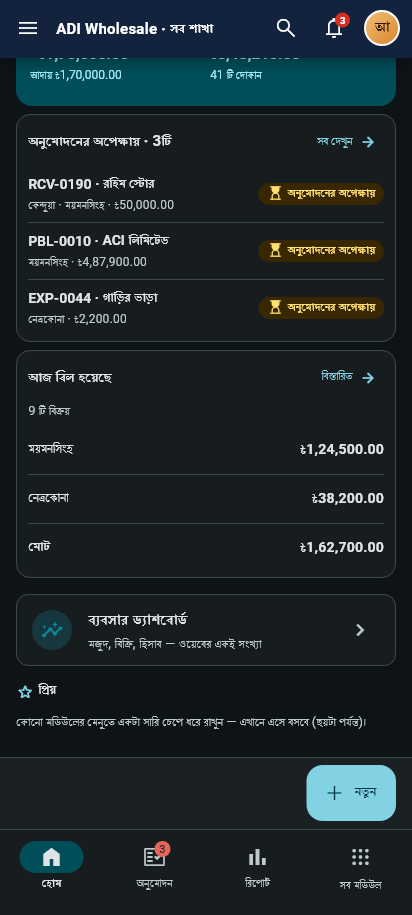 ADI Wholesale · সব শাখা
3
আ
আদায় ৳1,70,000.00
41 টি দোকান
অনুমোদনের অপেক্ষায় · 3টি
সব দেখুন
RCV-0190 · রহিম স্টোর
কেন্দুয়া · ময়মনসিংহ · ৳50,000.00
অনুমোদনের অপেক্ষায়
PBL-0010 · ACI লিমিটেড
ময়মনসিংহ · ৳4,87,900.00
অনুমোদনের অপেক্ষায়
EXP-0044 · গাড়ির ভাড়া
নেত্রকোনা · ৳2,200.00
অনুমোদনের অপেক্ষায়
আজ বিল হয়েছে
বিস্তারিত
9 টি বিক্রয়
ময়মনসিংহ
৳1,24,500.00
নেত্রকোনা
৳38,200.00
মোট
৳1,62,700.00
ব্যবসার ড্যাশবোর্ড
মজুদ, বিক্রি, হিসাব — ওয়েবের একই সংখ্যা
প্রিয়
কোনো মডিউলের মেনুতে একটা সারি চেপে ধরে রাখুন — এখানে এসে বসবে (ছয়টা পর্যন্ত)।
নতুন
3
হোম
অনুমোদন
রিপোর্ট
সব মডিউল